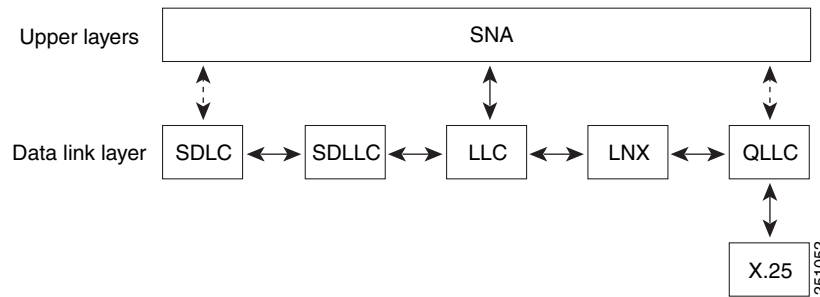 Upper layers
SNA
Data link layer
SDLC
SDLLC
LLC
LNX
QLLC
X.25